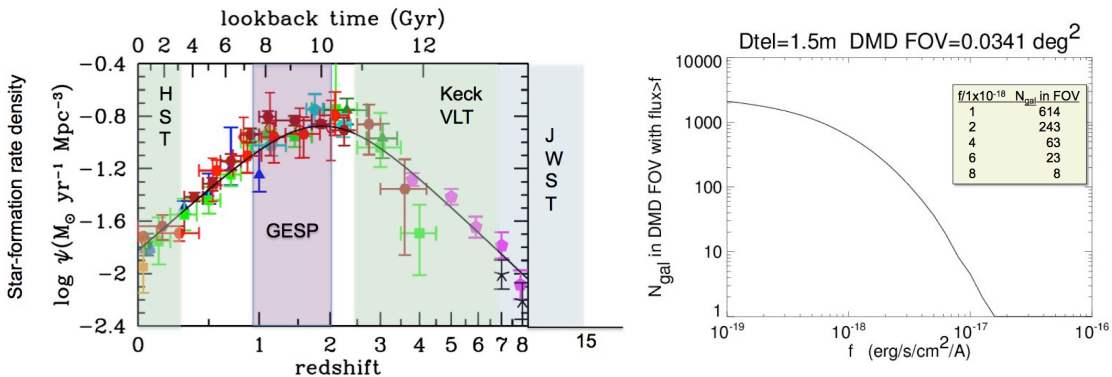 lookback time (Gyr)
0 2 4 6 8 10 12
Star-formation rate density
log ψ(M⊙ yr⁻¹ Mpc⁻³)
-0.4
-0.8
-1.2
-1.6
-2
-2.4
H
S
T
GESP
Keck
VLT
J
W
S
T
0 1 2 3 4 5 6 7 8 15
redshift
Dtel=1.5m DMD FOV=0.0341 deg²
N_gal in DMD FOV with flux>f
10000
1000
100
10
1
f/1x10⁻¹⁸ N_gal in FOV
1 614
2 243
4 63
6 23
8 8
10⁻¹⁹ 10⁻¹⁸ 10⁻¹⁷ 10⁻¹⁶
f (erg/s/cm²/A)